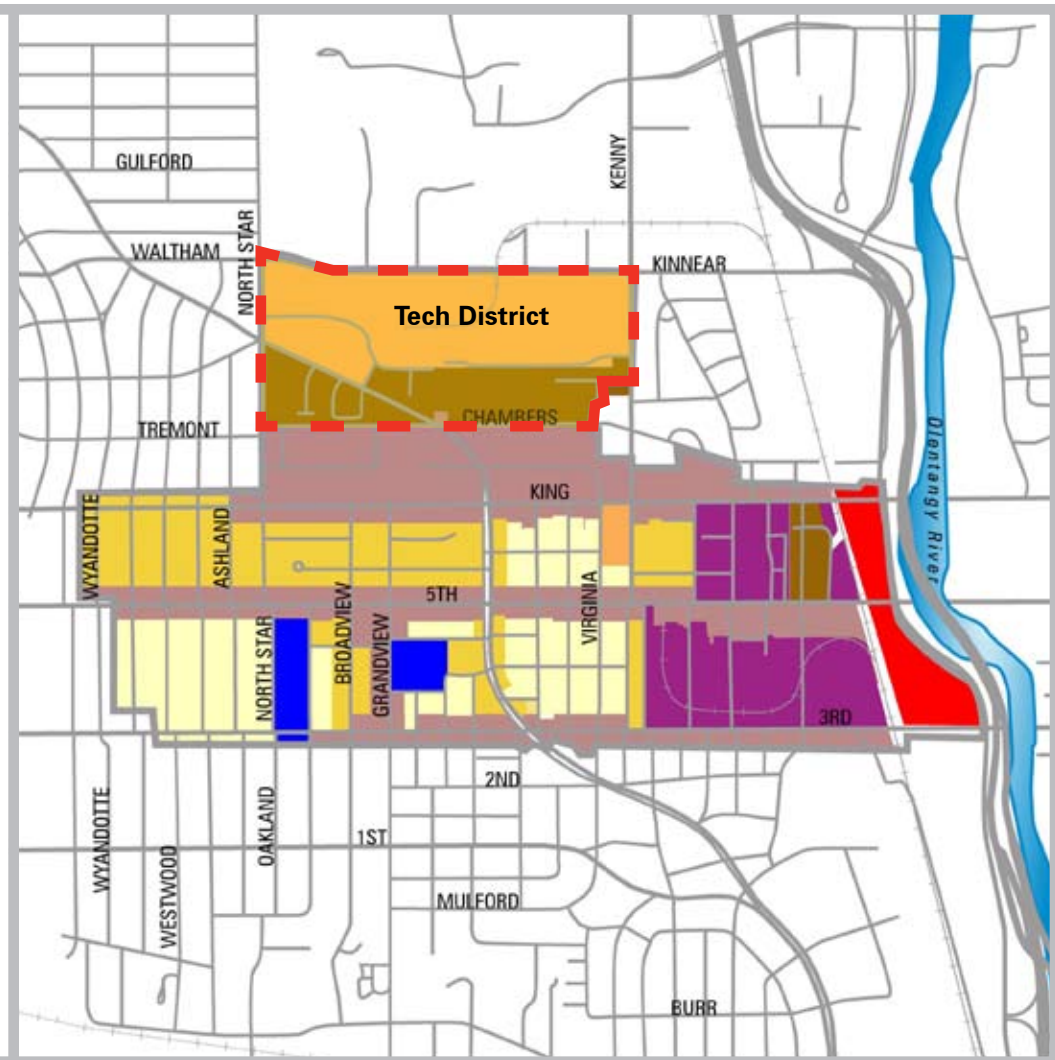 GULFORD
KENNY
WALTHAM
NORTH STAR
KINNEAR
Tech District
CHAMBERS
TREMONT
Olentangy River
KING
WYANDOTTE
ASHLAND
5TH
VIRGINIA
BROADVIEW
GRANDVIEW
NORTH STAR
3RD
2ND
WYANDOTTE
OAKLAND
1ST
WESTWOOD
MULFORD
BURR